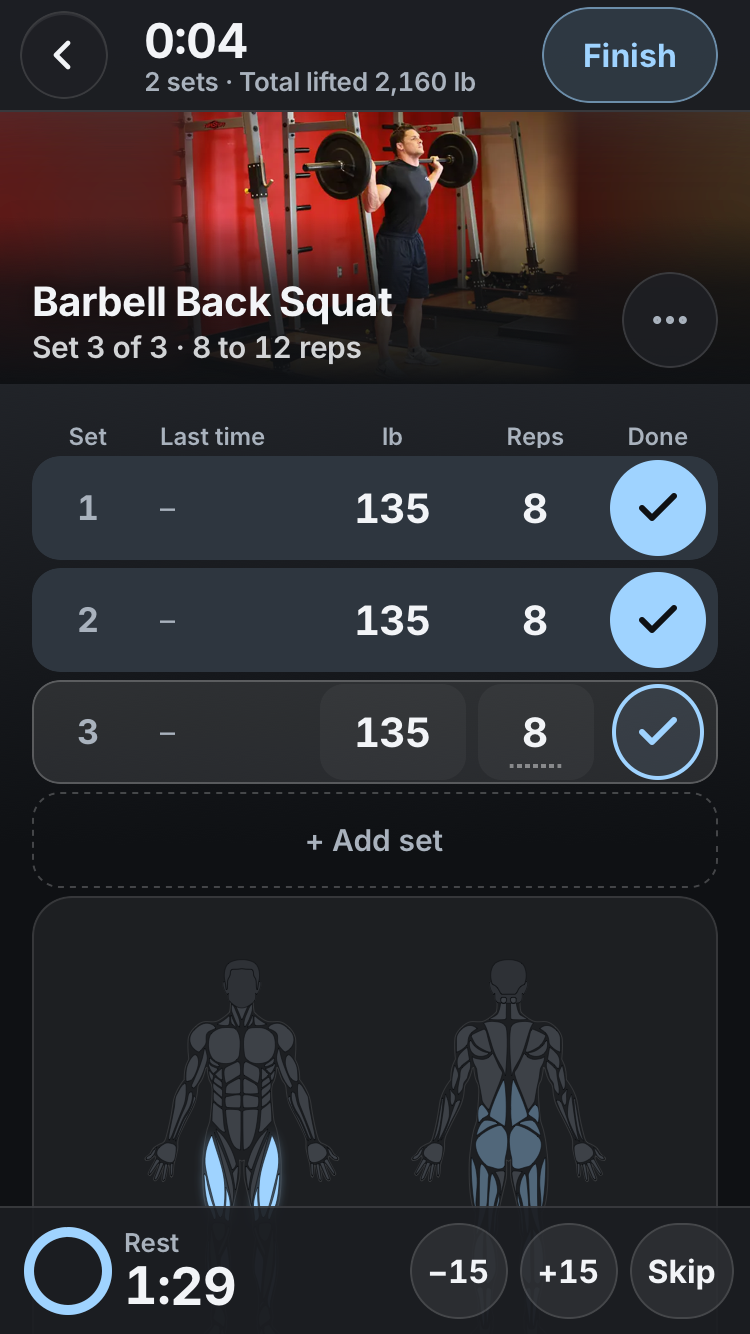 0:04
2 sets · Total lifted 2,160 lb
Finish
Barbell Back Squat
Set 3 of 3 · 8 to 12 reps
Set Last time lb Reps Done
1 – 135 8
2 – 135 8
3 – 135 8
+ Add set
Rest
1:29
−15 +15 Skip